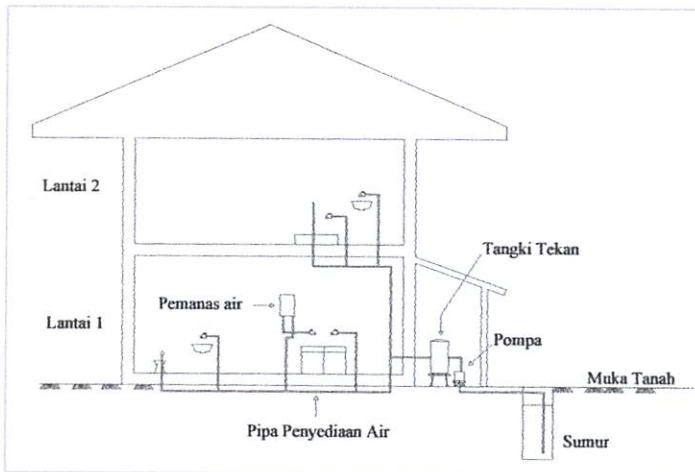 Lantai 2
Tangki Tekan
Pemanas air
Lantai 1
Pompa
Muka Tanah
Pipa Penyediaan Air
Sumur